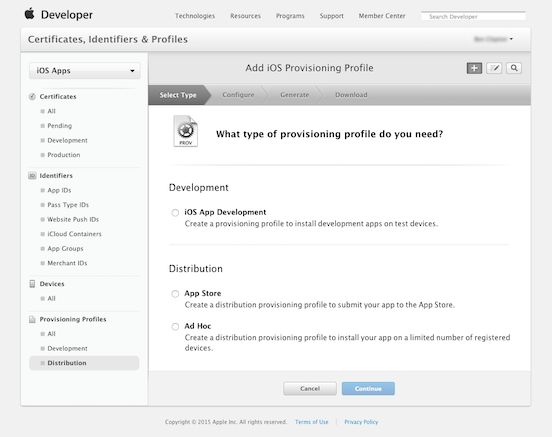 Developer
Technologies Resources Programs Support Member Center Search Developer
Certificates, Identifiers & Profiles
iOS Apps
Add iOS Provisioning Profile
Certificates
All
Pending
Development
Production
Identifiers
App IDs
Pass Type IDs
Website Push IDs
iCloud Containers
App Groups
Merchant IDs
Devices
All
Provisioning Profiles
All
Development
Distribution
Select Type Configure Generate Download
PROV
What type of provisioning profile do you need?
Development
iOS App Development
Create a provisioning profile to install development apps on test devices.
Distribution
App Store
Create a distribution provisioning profile to submit your app to the App Store.
Ad Hoc
Create a distribution provisioning profile to install your app on a limited number of registered
devices.
Cancel Continue
Copyright © 2015 Apple Inc. All rights reserved. Terms of Use | Privacy Policy